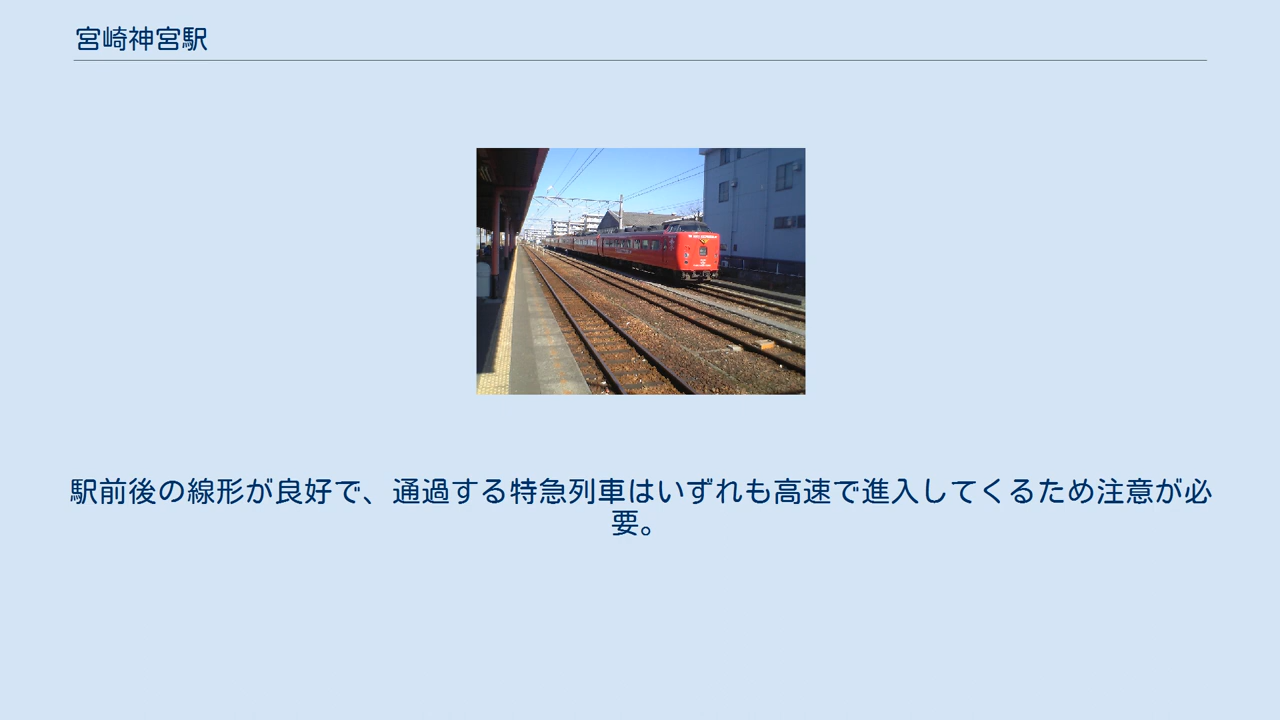 宮崎神宮駅
駅前後の線形が良好で、通過する特急列車はいずれも高速で進入してくるため注意が必
要。